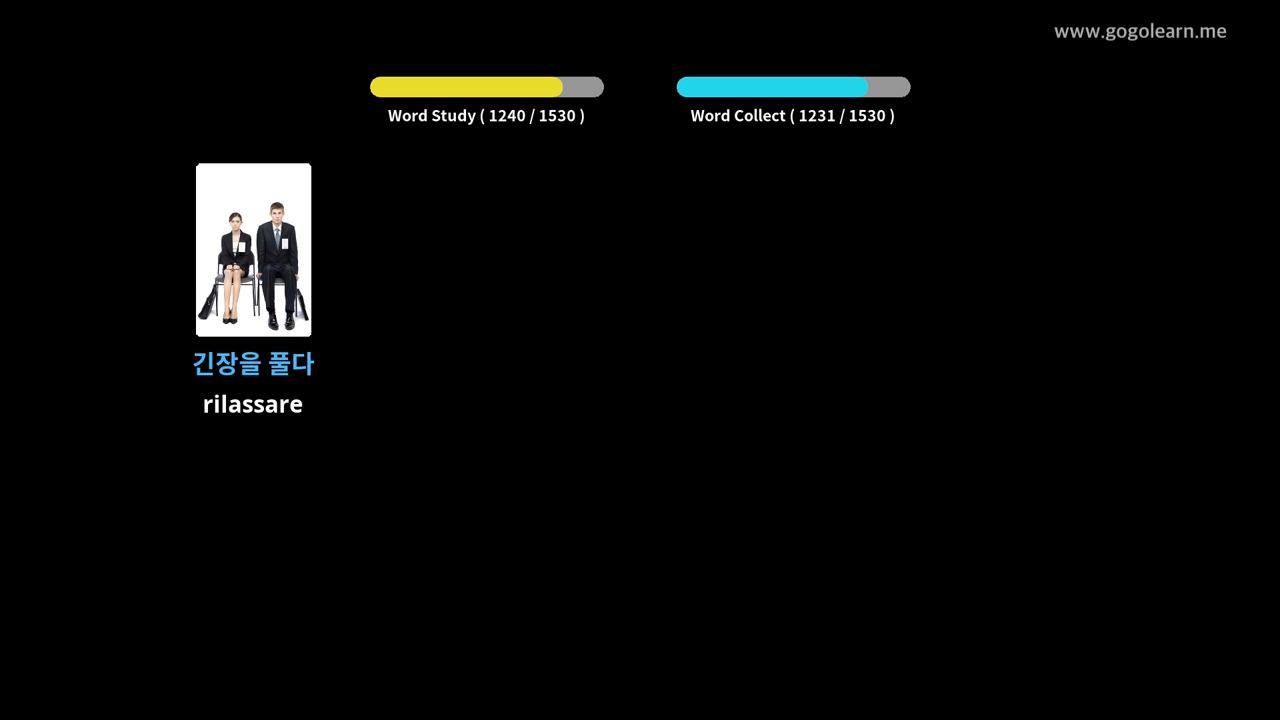 www.gogolearn.me
Word Study ( 1240 / 1530 )
Word Collect ( 1231 / 1530 )
긴장을 풀다
rilassare